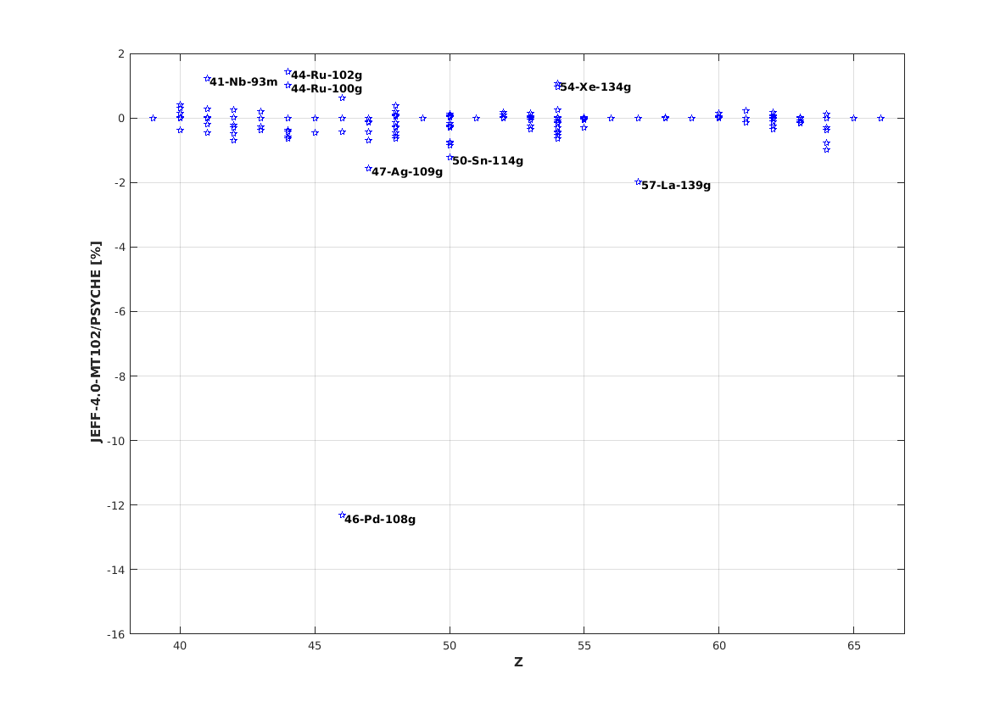 2
0
-2
-4
-6
-8
-10
-12
-14
-16
JEFF-4.0-MT102/PSYCHE [%]
41-Nb-93m
44-Ru-102g
44-Ru-100g
54-Xe-134g
50-Sn-114g
47-Ag-109g
57-La-139g
46-Pd-108g
40
45
50
55
60
65
Z